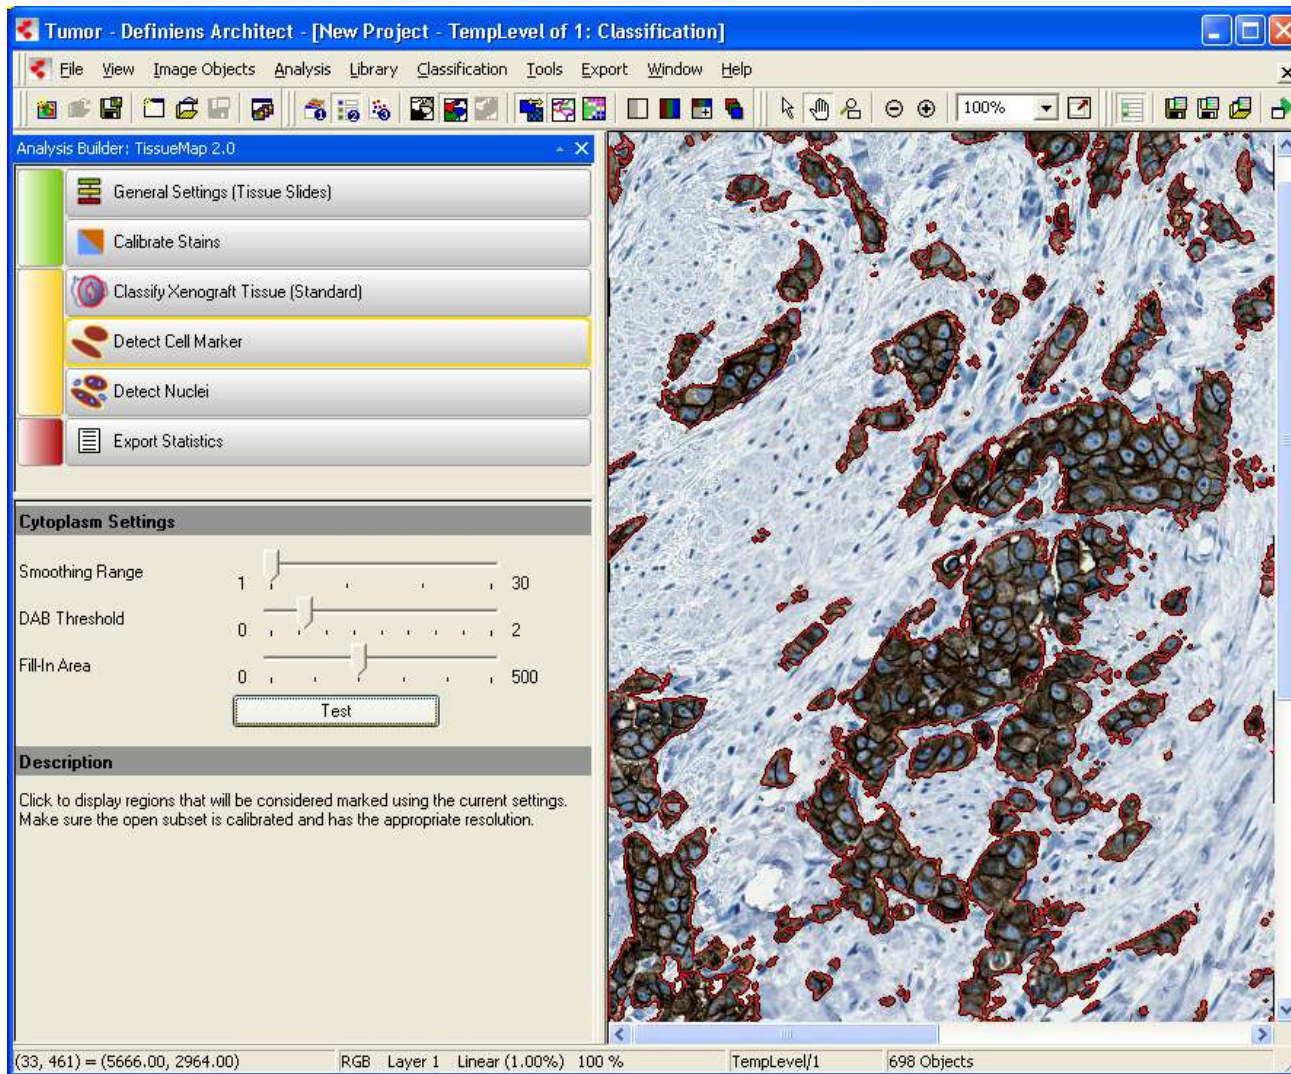 Tumor - Definiens Architect - [New Project - TempLevel of 1: Classification]
File View Image Objects Analysis Library Classification Tools Export Window Help
100%
Analysis Builder: TissueMap 2.0
General Settings (Tissue Slides)
Calibrate Stains
Classify Xenograft Tissue (Standard)
Detect Cell Marker
Detect Nuclei
Export Statistics
Cytoplasm Settings
Smoothing Range 1 30
DAB Threshold 0 2
Fill-In Area 0 500
Test
Description
Click to display regions that will be considered marked using the current settings.
Make sure the open subset is calibrated and has the appropriate resolution.
(33, 461) = (5666.00, 2964.00) RGB Layer 1 Linear (1.00%) 100 % TempLevel/1 698 Objects